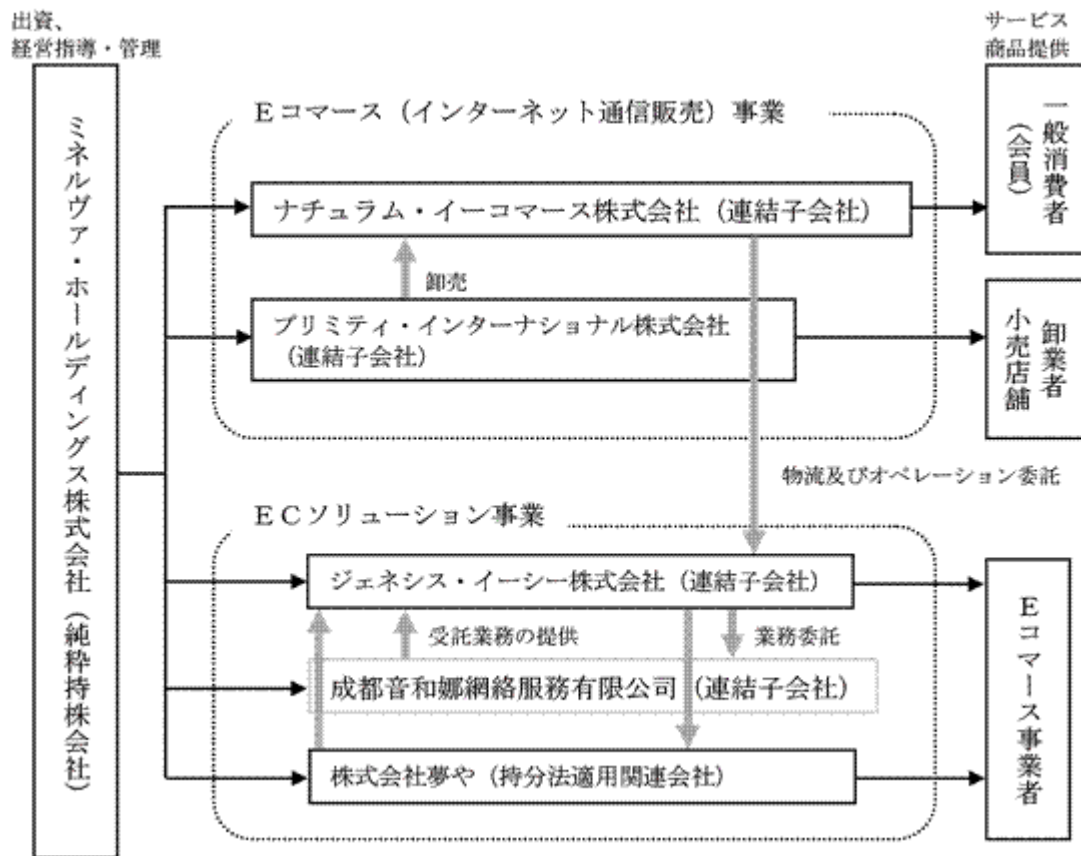 出資、
経営指導・管理
サービス
商品提供
ミネルヴァ・ホールディングス株式会社（純粋持株会社）
Ｅコマース（インターネット通信販売）事業
ナチュラム・イーコマース株式会社（連結子会社）
一般消費者
（会員）
卸売
プリミティ・インターナショナル株式会社
（連結子会社）
卸業者
小売店舗
物流及びオペレーション委託
ＥＣソリューション事業
ジェネシス・イーシー株式会社（連結子会社）
受託業務の提供
業務委託
成都音和娜網絡服務有限公司（連結子会社）
株式会社夢や（持分法適用関連会社）
Ｅコマース事業者